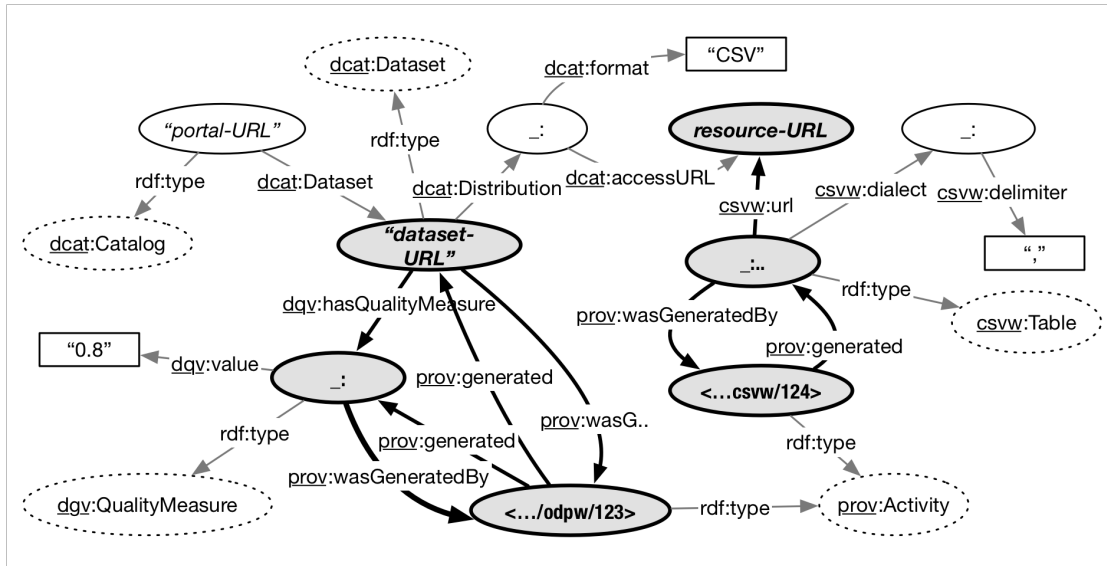 dcat:Dataset
dcat:format
“CSV”
“portal-URL”
_:
resource-URL
_:
rdf:type
rdf:type
dcat:Dataset
dcat:Distribution
dcat:accessURL
csvw:dialect
csvw:delimiter
csvw:url
dcat:Catalog
“dataset-
URL”
_:..
“,”
rdf:type
dqv:hasQualityMeasure
prov:wasGeneratedBy
csvw:Table
“0.8”
dqv:value
prov:generated
_:
prov:generated
<...csvw/124>
rdf:type
prov:generated
prov:wasG..
rdf:type
prov:wasGeneratedBy
dgv:QualityMeasure
<.../odpw/123>
rdf:type
prov:Activity